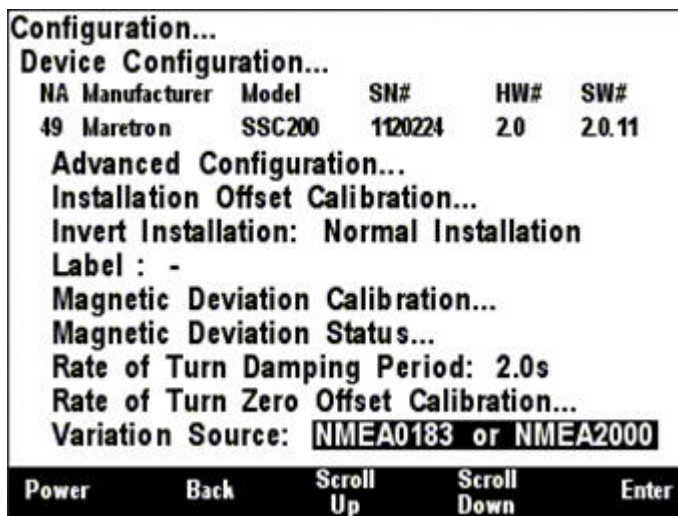 Configuration...
Device Configuration...
NA Manufacturer Model SN# HW# SW#
49 Maretron SSC200 1120224 2.0 2.0.11
Advanced Configuration...
Installation Offset Calibration...
Invert Installation: Normal Installation
Label : -
Magnetic Deviation Calibration...
Magnetic Deviation Status...
Rate of Turn Damping Period: 2.0s
Rate of Turn Zero Offset Calibration...
Variation Source: NMEA0183 or NMEA2000
Power Back Scroll Up Scroll Down Enter